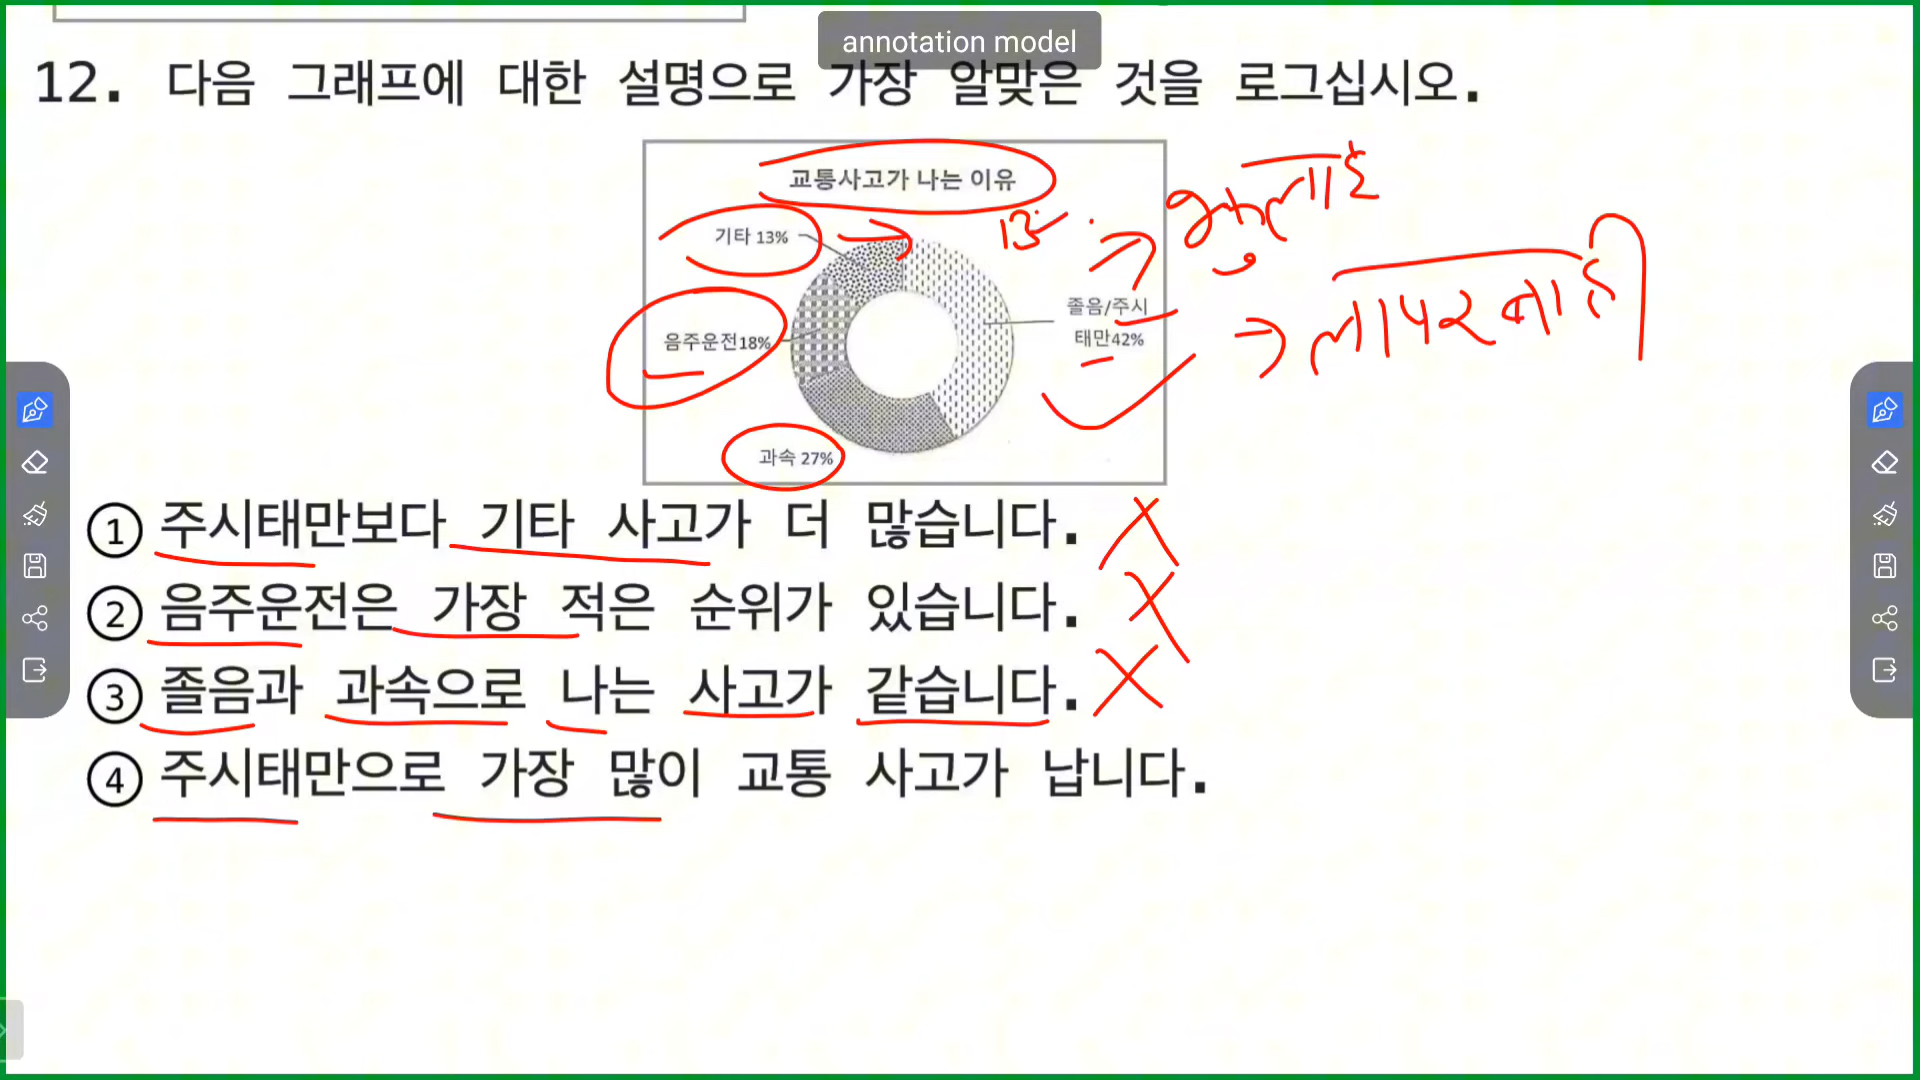 annotation model
12. 다음 그래프에 대한 설명으로 가장 알맞은 것을 로그십시오.
교통사고가 나는 이유
기타 13%
졸음/주시
태만42%
음주운전18%
과속 27%
① 주시태만보다 기타 사고가 더 많습니다.
② 음주운전은 가장 적은 순위가 있습니다.
③ 졸음과 과속으로 나는 사고가 같습니다.
④ 주시태만으로 가장 많이 교통 사고가 납니다.